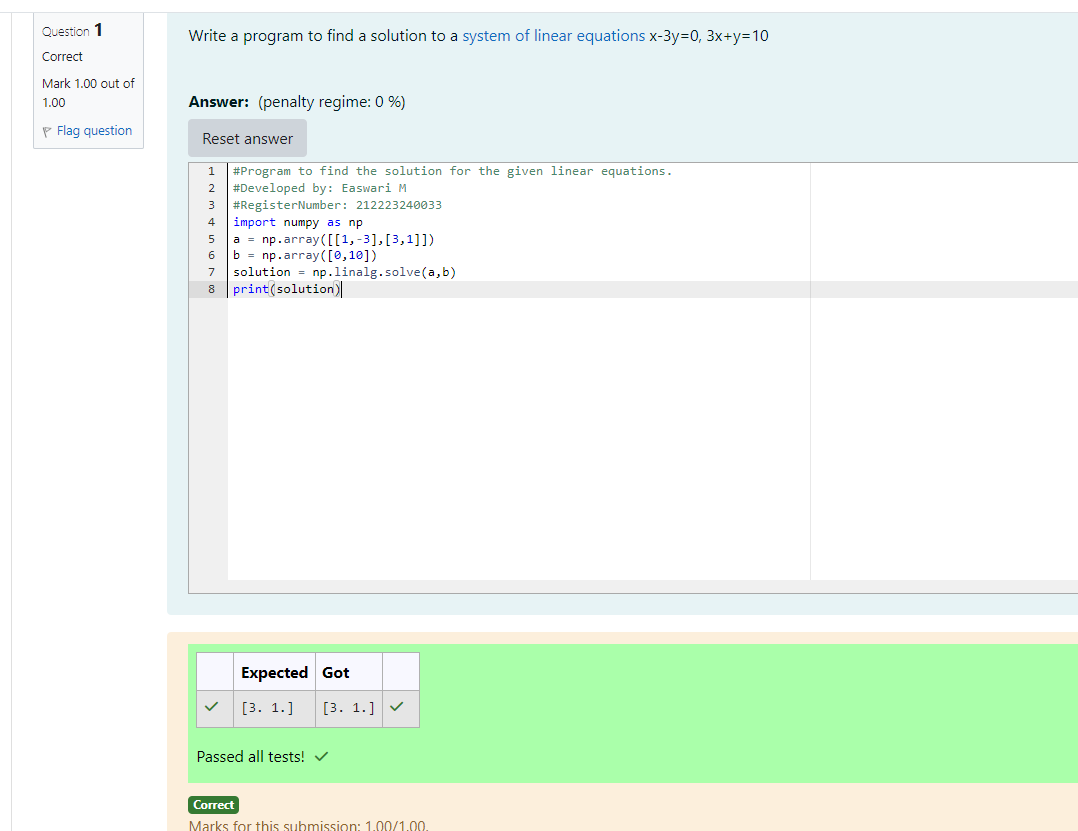 Question 1
Correct
Mark 1.00 out of
1.00
Flag question
Write a program to find a solution to a system of linear equations x-3y=0, 3x+y=10
Answer: (penalty regime: 0 %)
Reset answer
1 #Program to find the solution for the given linear equations.
2 #Developed by: Easwari M
3 #RegisterNumber: 212223240033
4 import numpy as np
5 a = np.array([[1,-3],[3,1]])
6 b = np.array([0,10])
7 solution = np.linalg.solve(a,b)
8 print(solution)
Expected Got
[3. 1.] [3. 1.]
Passed all tests!
Correct
Marks for this submission: 1.00/1.00.